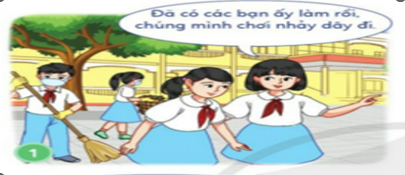 Đã có các bạn ấy làm rồi,
chúng mình chơi nhảy dây đi.
1